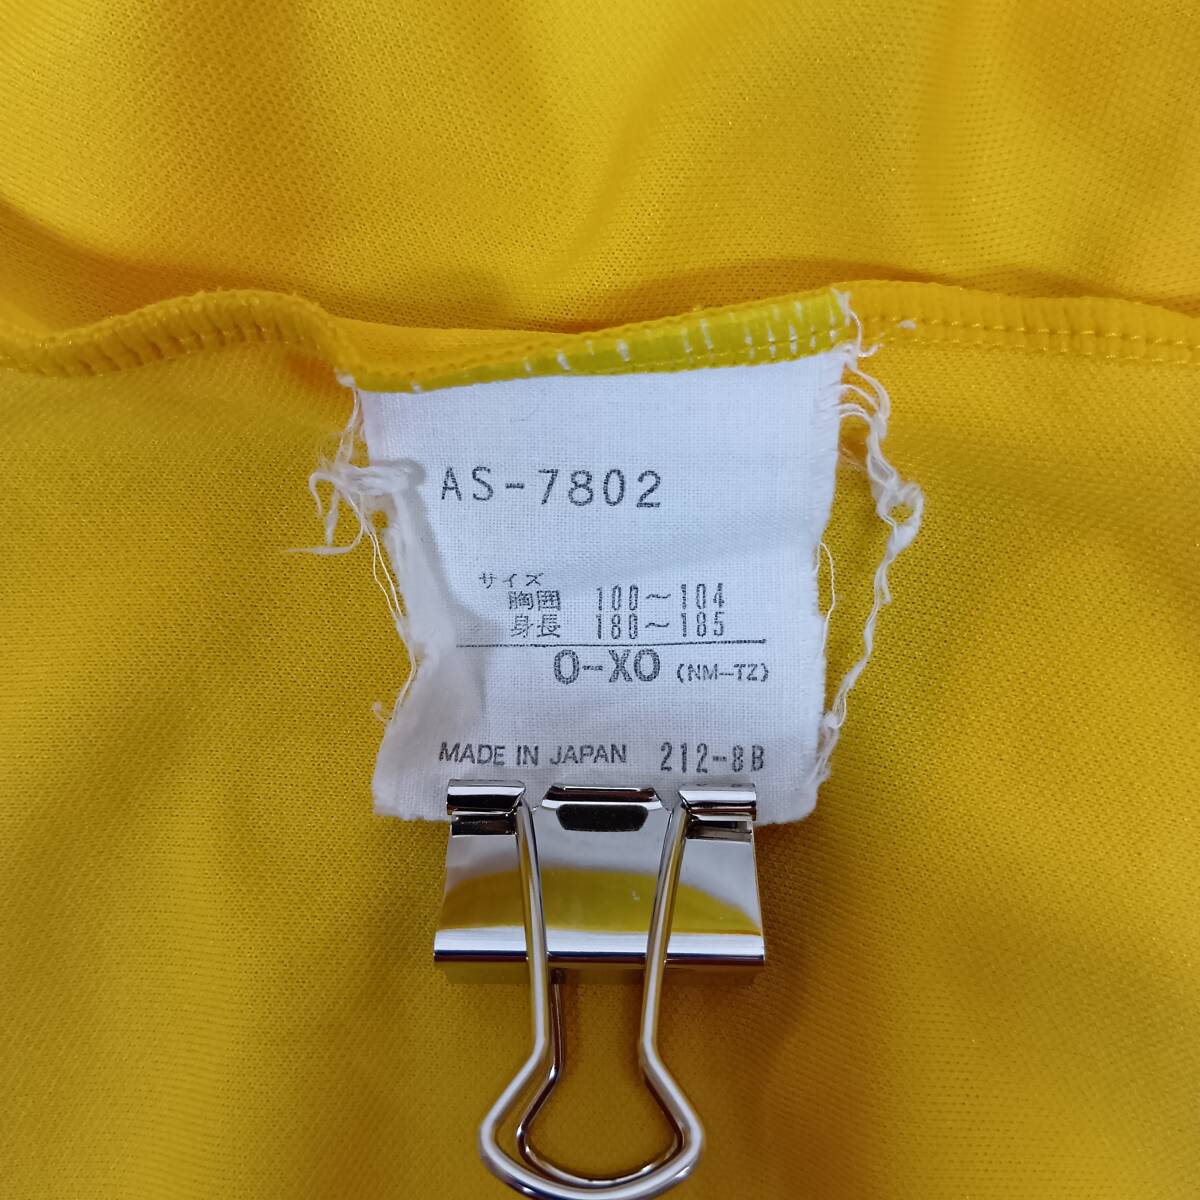 AS-7802
サイズ
胸囲 100～104
身長 180～185
O-XO (NM-TZ)
MADE IN JAPAN 212-8B